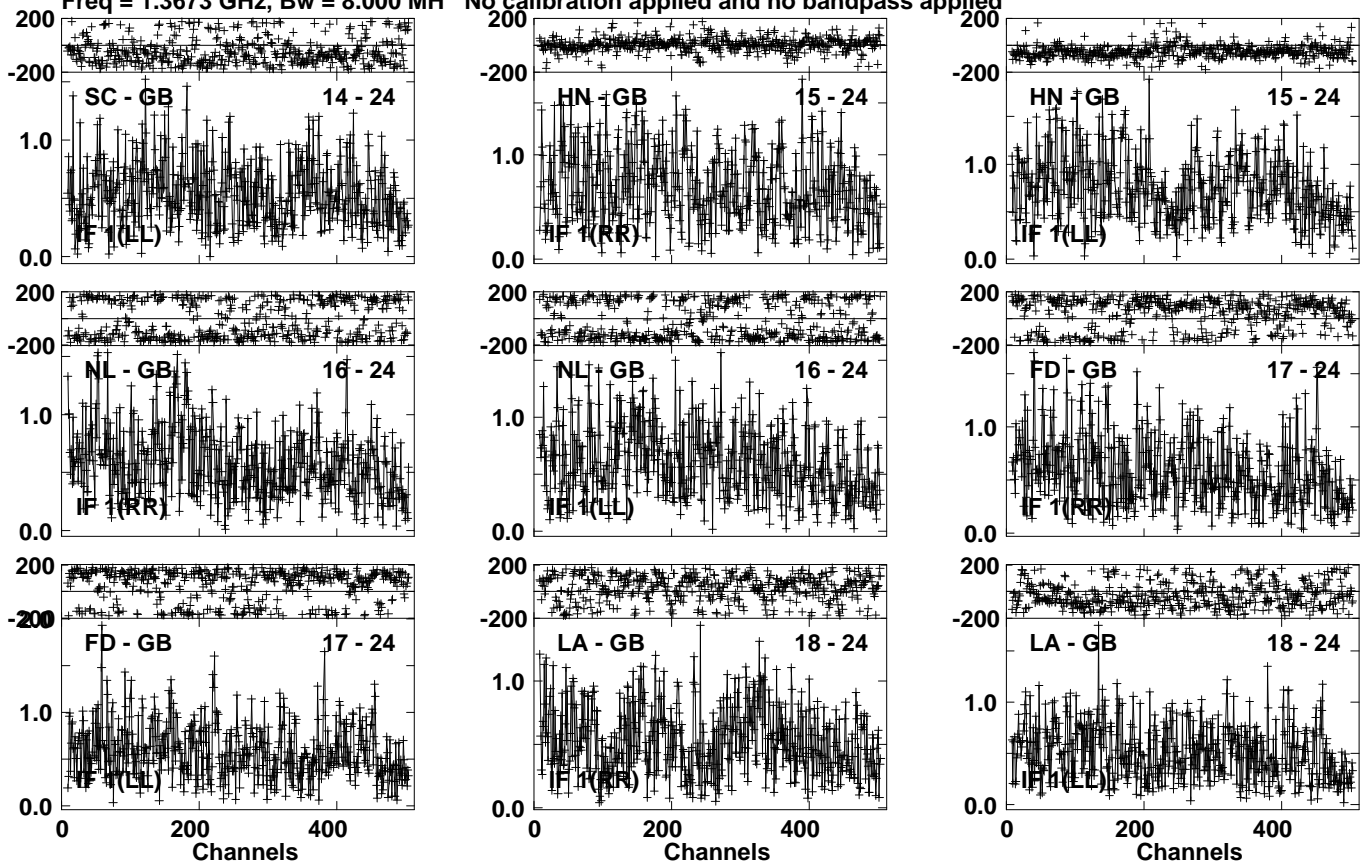 Freq = 1.3673 GHz, Bw = 8.000 MH No calibration applied and no bandpass applied
200
-200
SC - GB 14 - 24
1.0
IF 1(LL)
0.0
HN - GB 15 - 24
1.0
IF 1(RR)
0.0
200
-200
HN - GB 15 - 24
1.0
IF 1(LL)
0.0
200
-200
NL - GB 16 - 24
1.0
IF 1(RR)
0.0
200
-200
NL - GB 16 - 24
1.0
IF 1(LL)
0.0
200
-200
FD - GB 17 - 24
1.0
IF 1(RR)
0.0
200
-200
FD - GB 17 - 24
1.0
IF 1(LL)
0.0
0 200 400
Channels
200
-200
LA - GB 18 - 24
1.0
IF 1(RR)
0.0
0 200 400
Channels
200
-200
LA - GB 18 - 24
1.0
IF 1(LL)
0.0
0 200 400
Channels